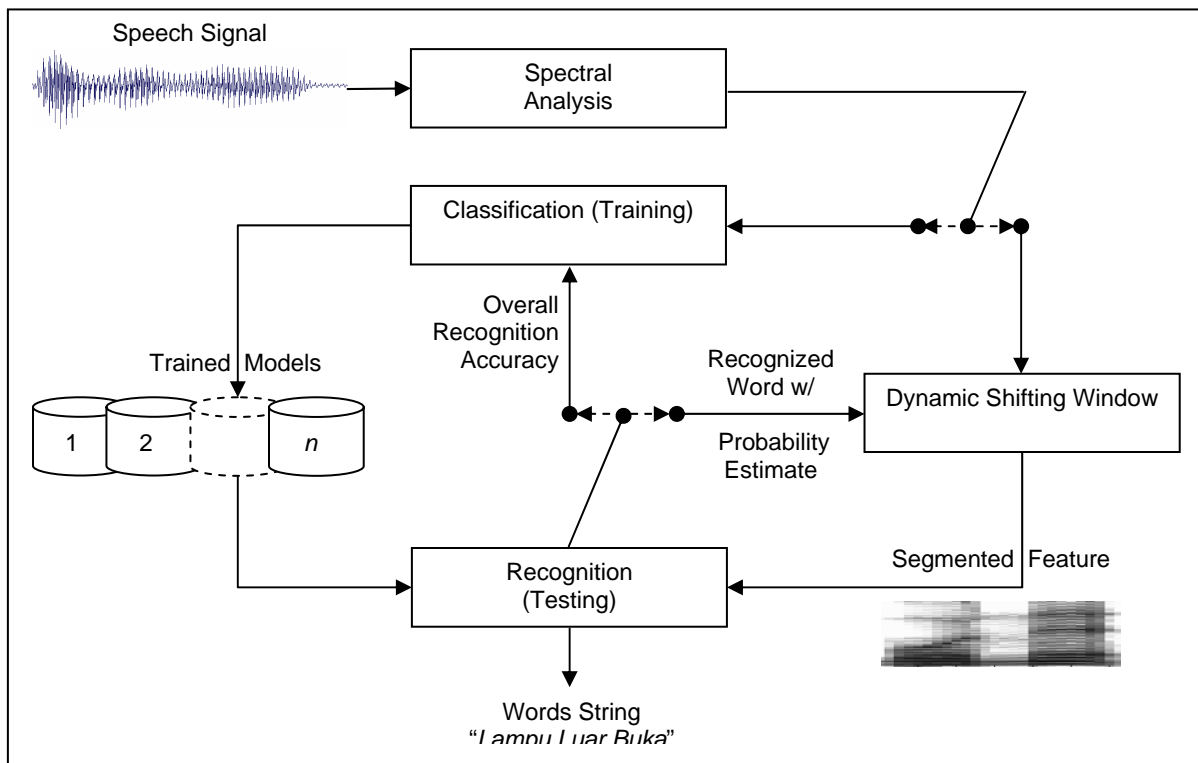 Speech Signal
Spectral
Analysis
Classification (Training)
Overall
Recognition
Accuracy
Trained Models
1 2 n
Recognized
Word w/
Probability
Estimate
Dynamic Shifting Window
Recognition
(Testing)
Segmented Feature
Words String
“Lampu Luar Buka”